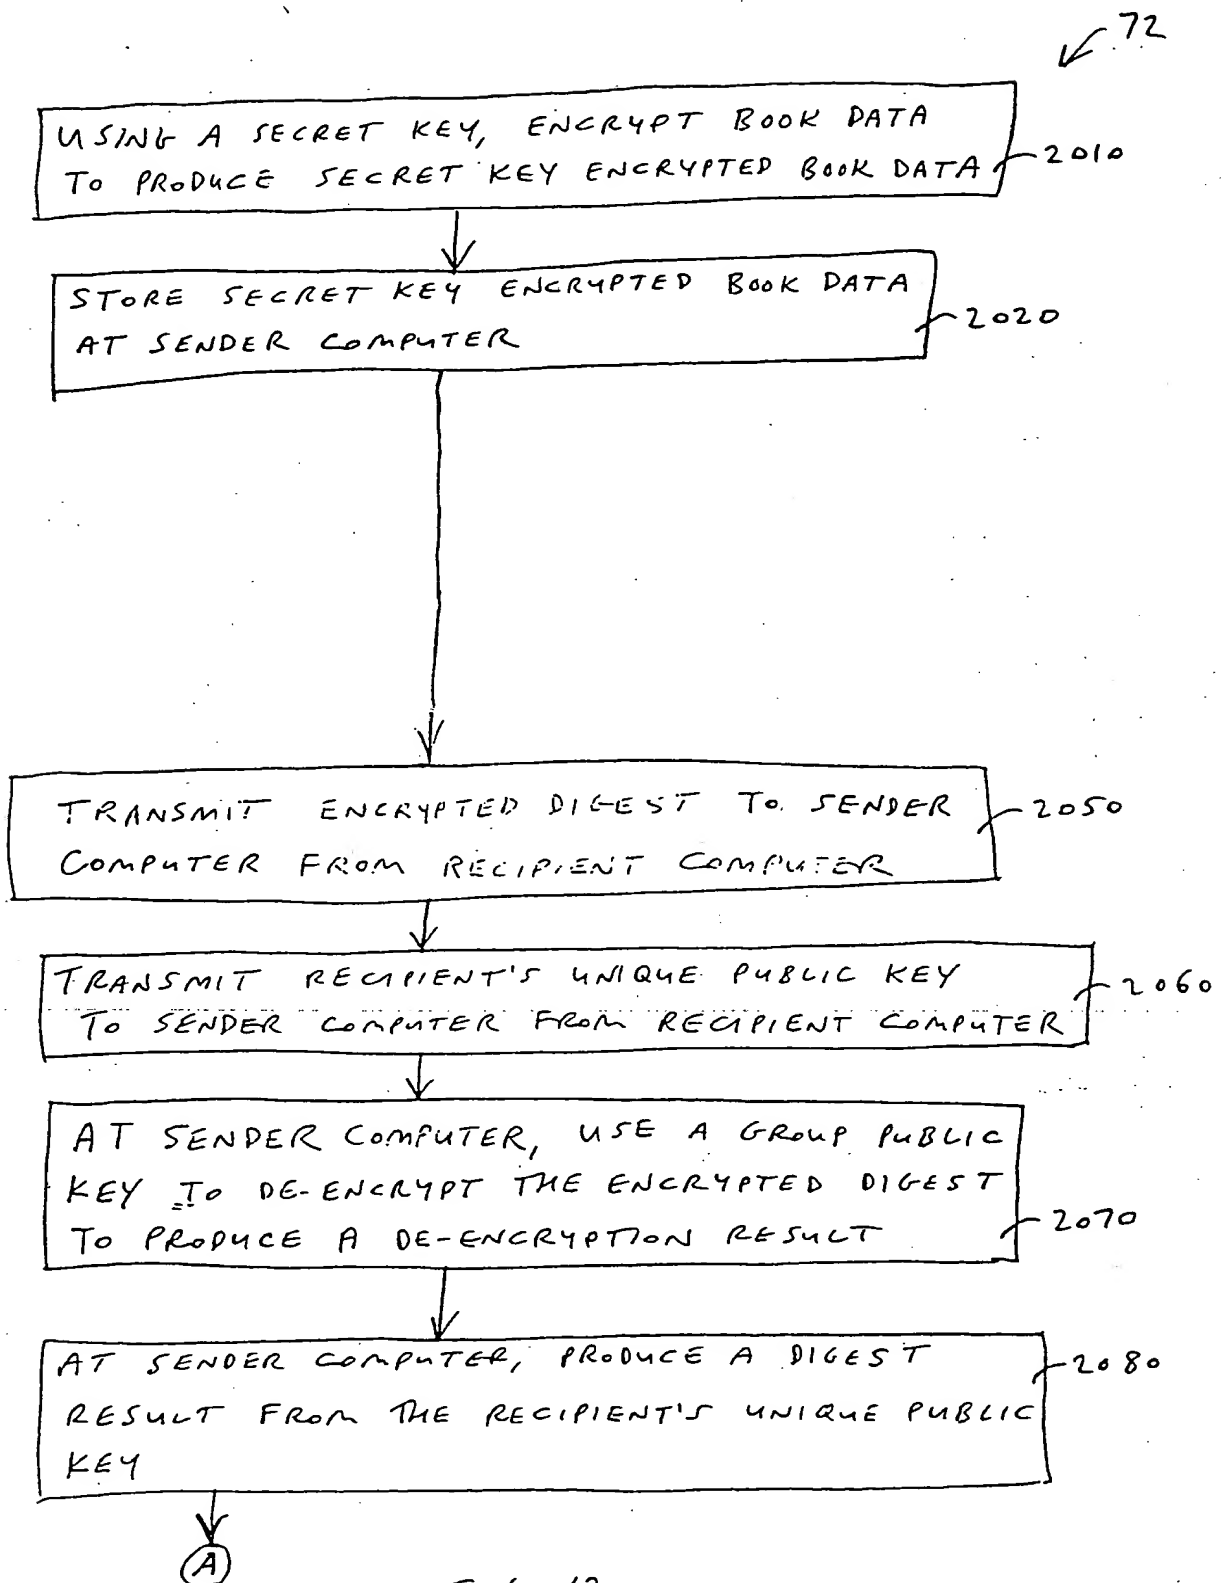 72
USING A SECRET KEY, ENCRYPT BOOK DATA
TO PRODUCE SECRET KEY ENCRYPTED BOOK DATA
2010
STORE SECRET KEY ENCRYPTED BOOK DATA
AT SENDER COMPUTER
2020
TRANSMIT ENCRYPTED DIGEST TO SENDER
COMPUTER FROM RECIPIENT COMPUTER
2050
TRANSMIT RECIPIENT'S UNIQUE PUBLIC KEY
TO SENDER COMPUTER FROM RECIPIENT COMPUTER
2060
AT SENDER COMPUTER, USE A GROUP PUBLIC
KEY TO DE-ENCRYPT THE ENCRYPTED DIGEST
TO PRODUCE A DE-ENCRYPTION RESULT
2070
AT SENDER COMPUTER, PRODUCE A DIGEST
RESULT FROM THE RECIPIENT'S UNIQUE PUBLIC
KEY
2080
A